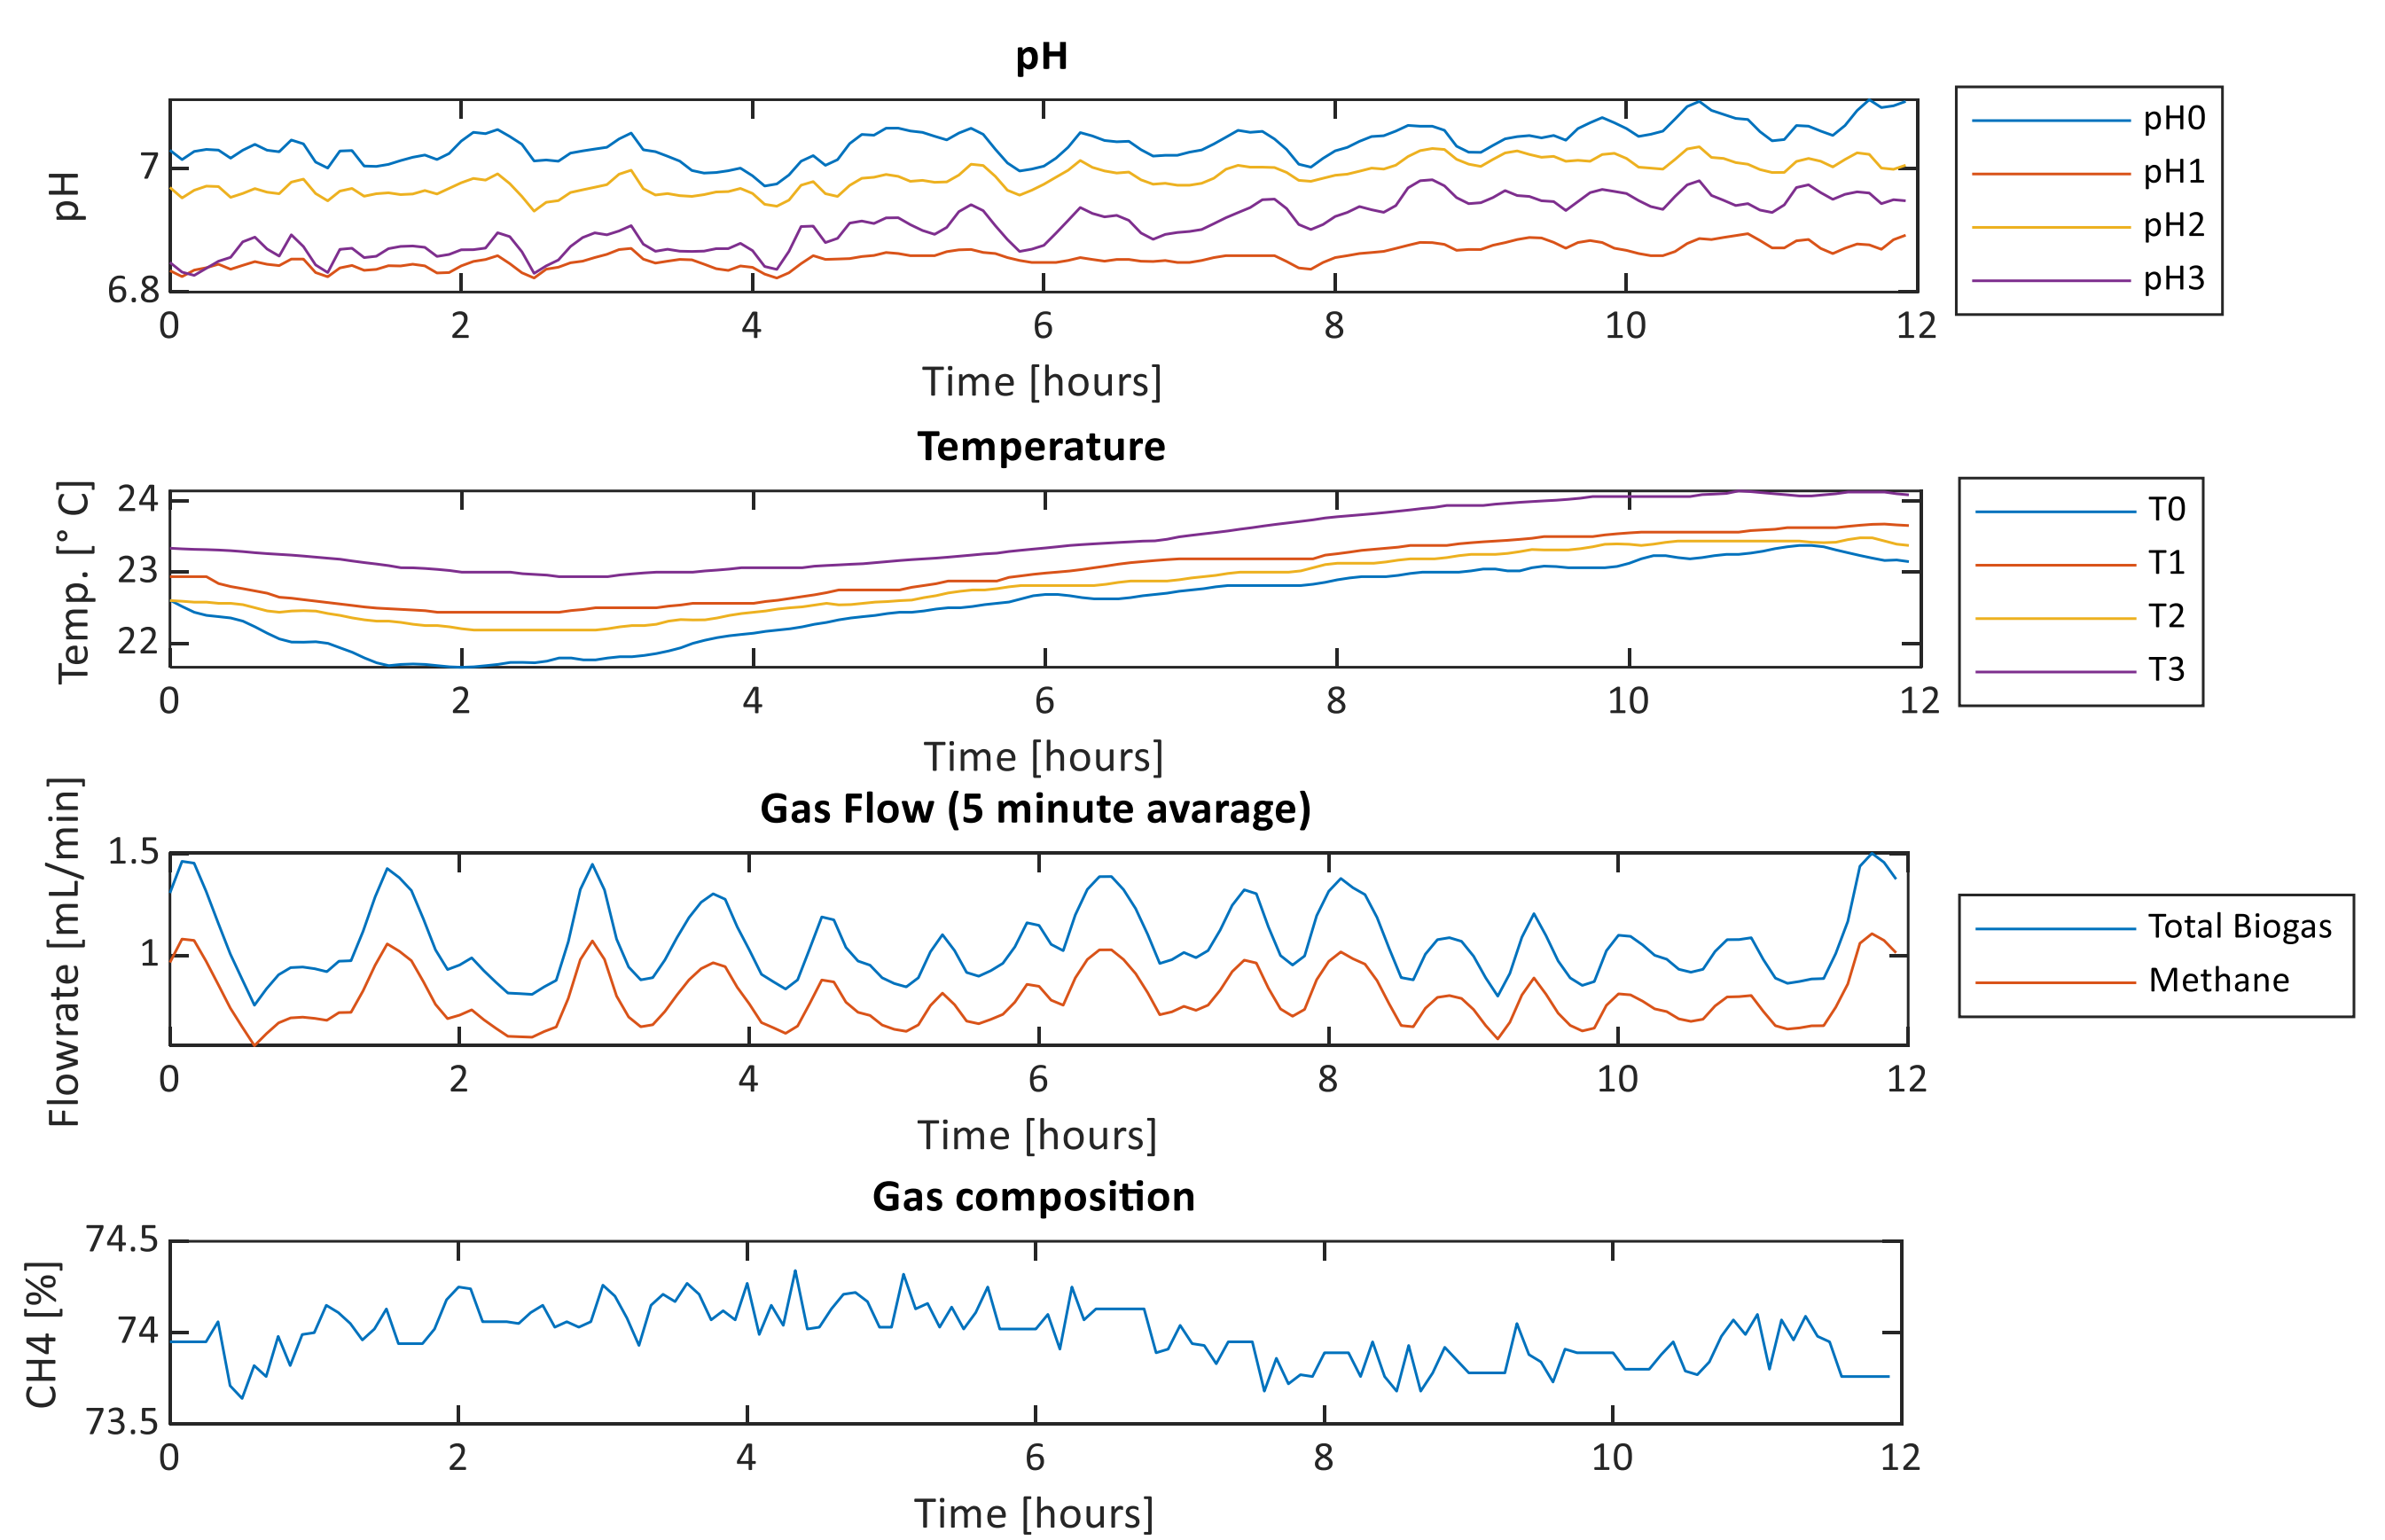 pH
pH
7
6.8
0 2 4 6 8 10 12
Time [hours]
pH0
pH1
pH2
pH3
Temperature
Temp. [° C]
24
23
22
0 2 4 6 8 10 12
Time [hours]
T0
T1
T2
T3
Gas Flow (5 minute avarage)
Flowrate [mL/min]
1.5
1
0 2 4 6 8 10 12
Time [hours]
Total Biogas
Methane
Gas composition
CH4 [%]
74.5
74
73.5
0 2 4 6 8 10 12
Time [hours]